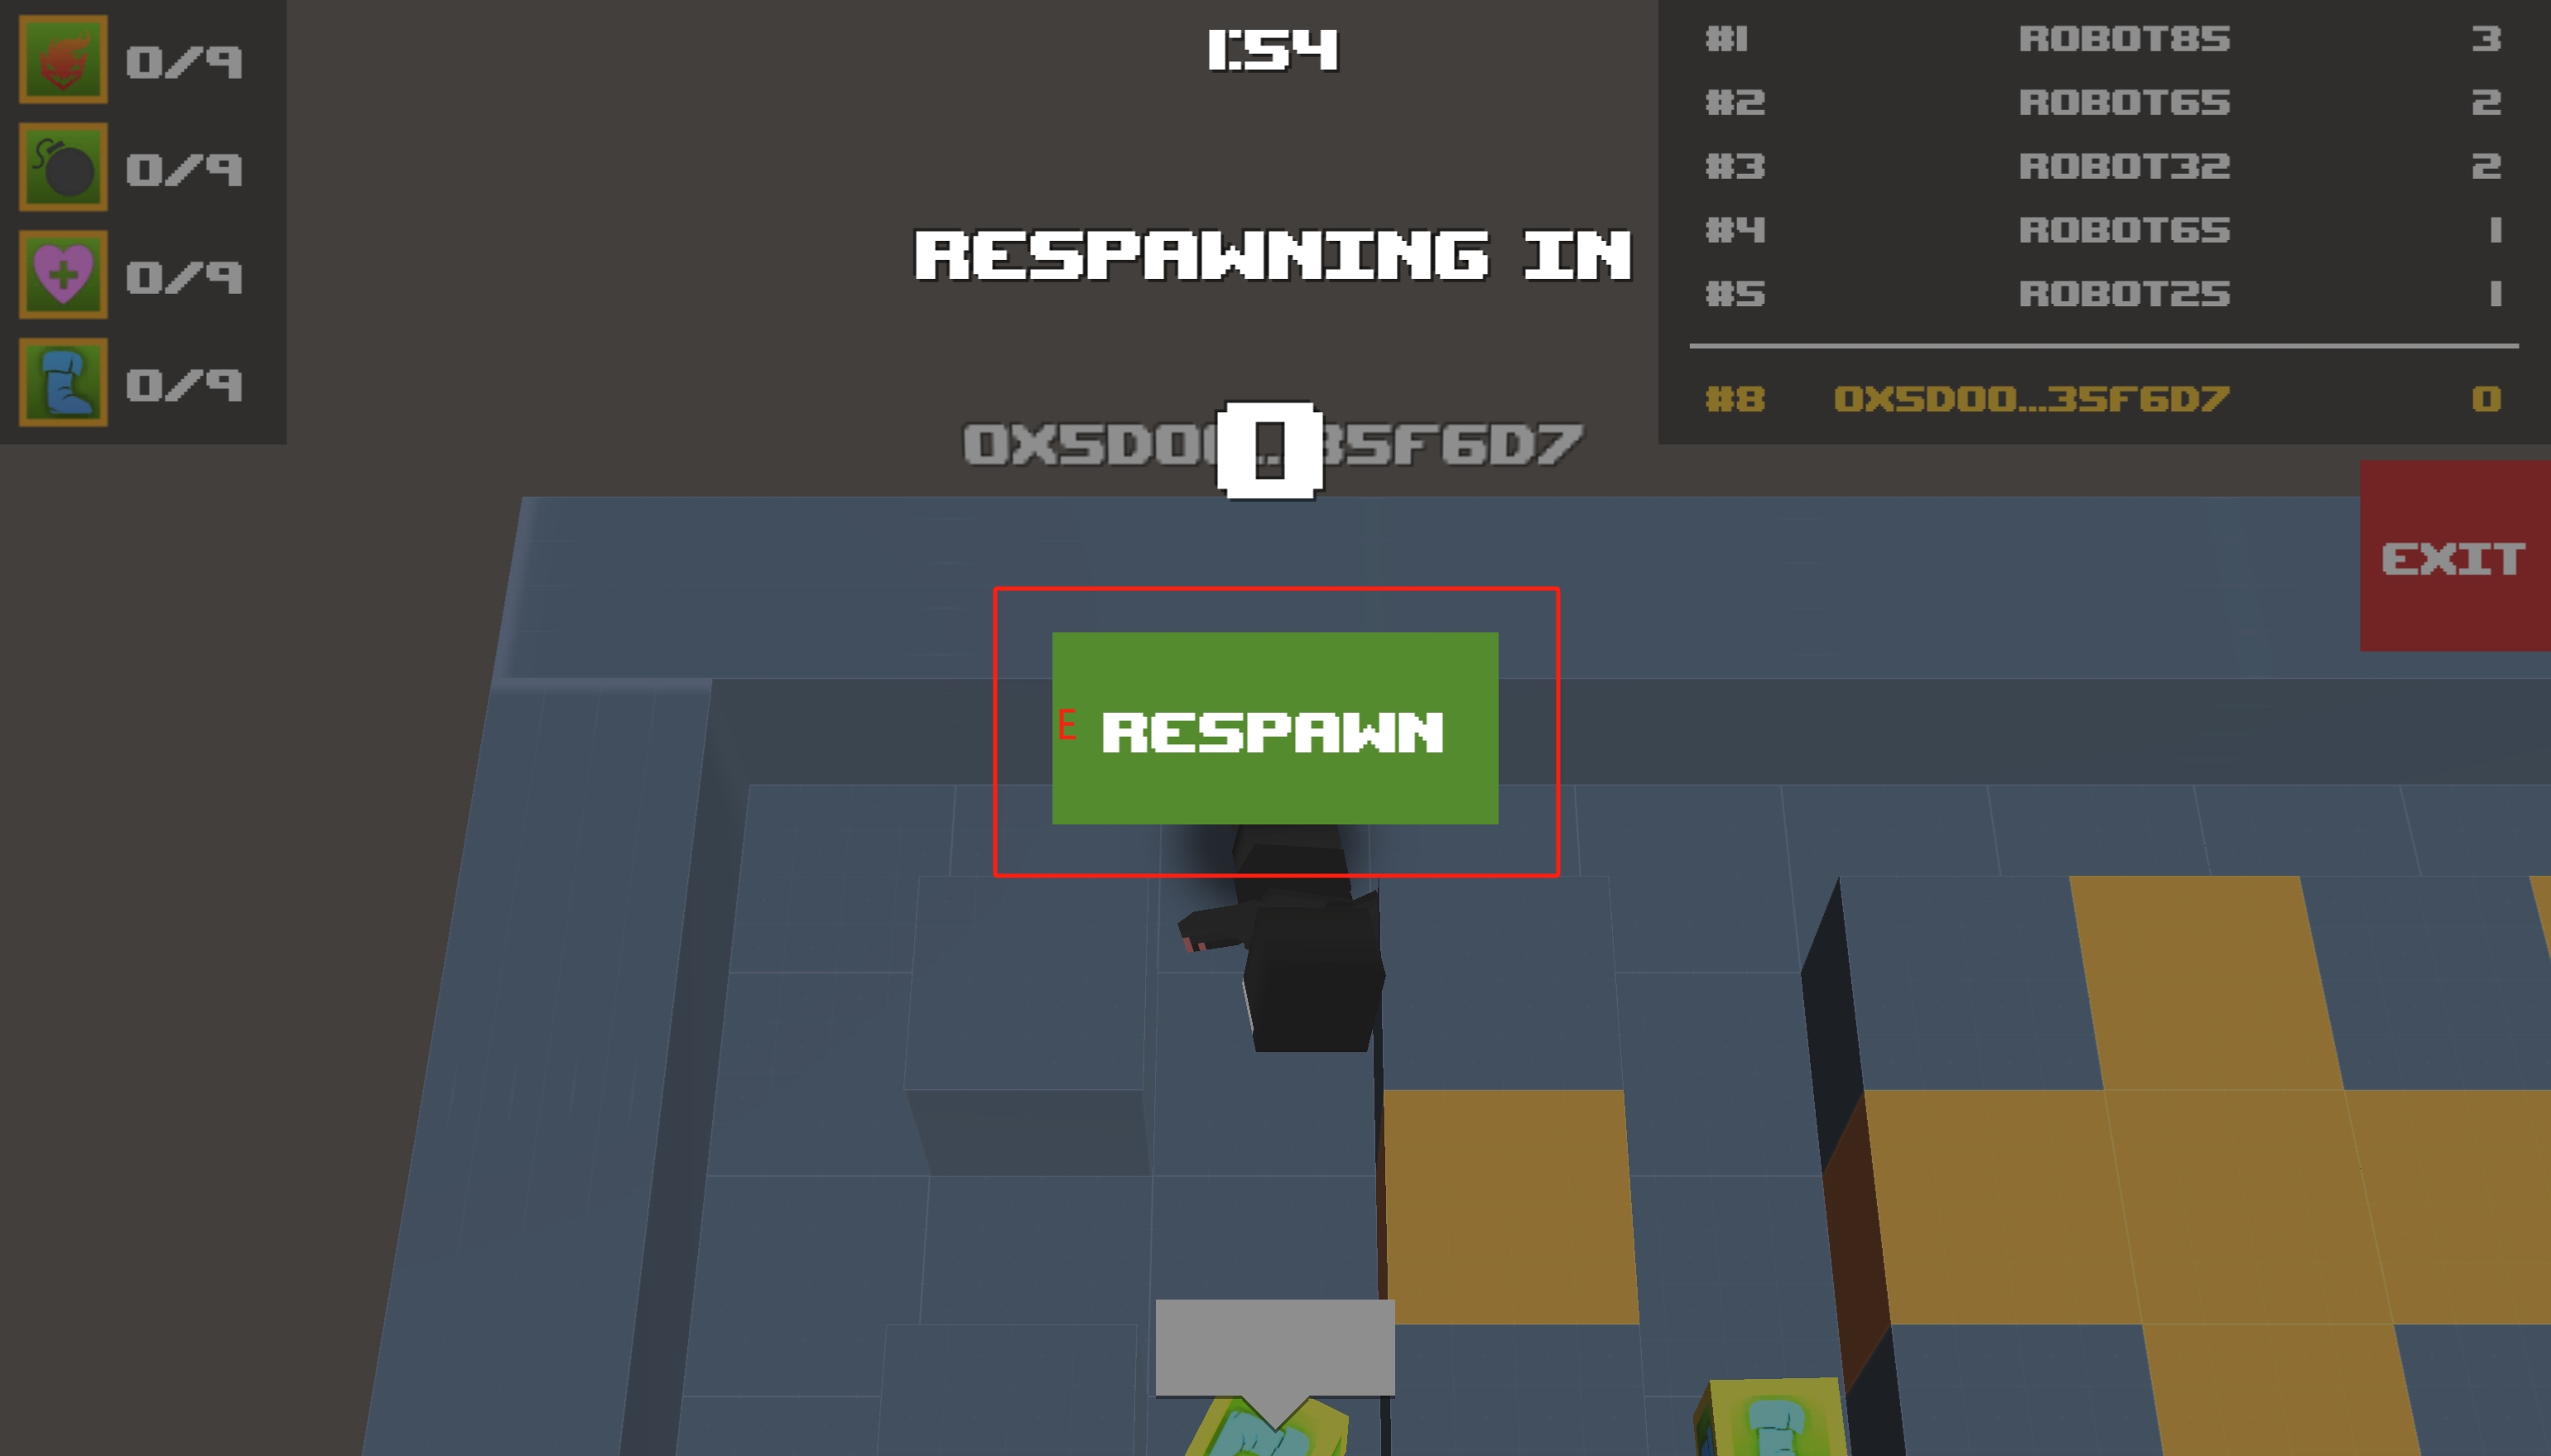 0/9
0/9
0/9
0/9
1:54
RESPAWNING IN
0
#1 ROBOT85 3
#2 ROBOT65 2
#3 ROBOT32 2
#4 ROBOT65 1
#5 ROBOT25 1
#8 0X5D00...35F6D7 0
EXIT
E RESPAWN